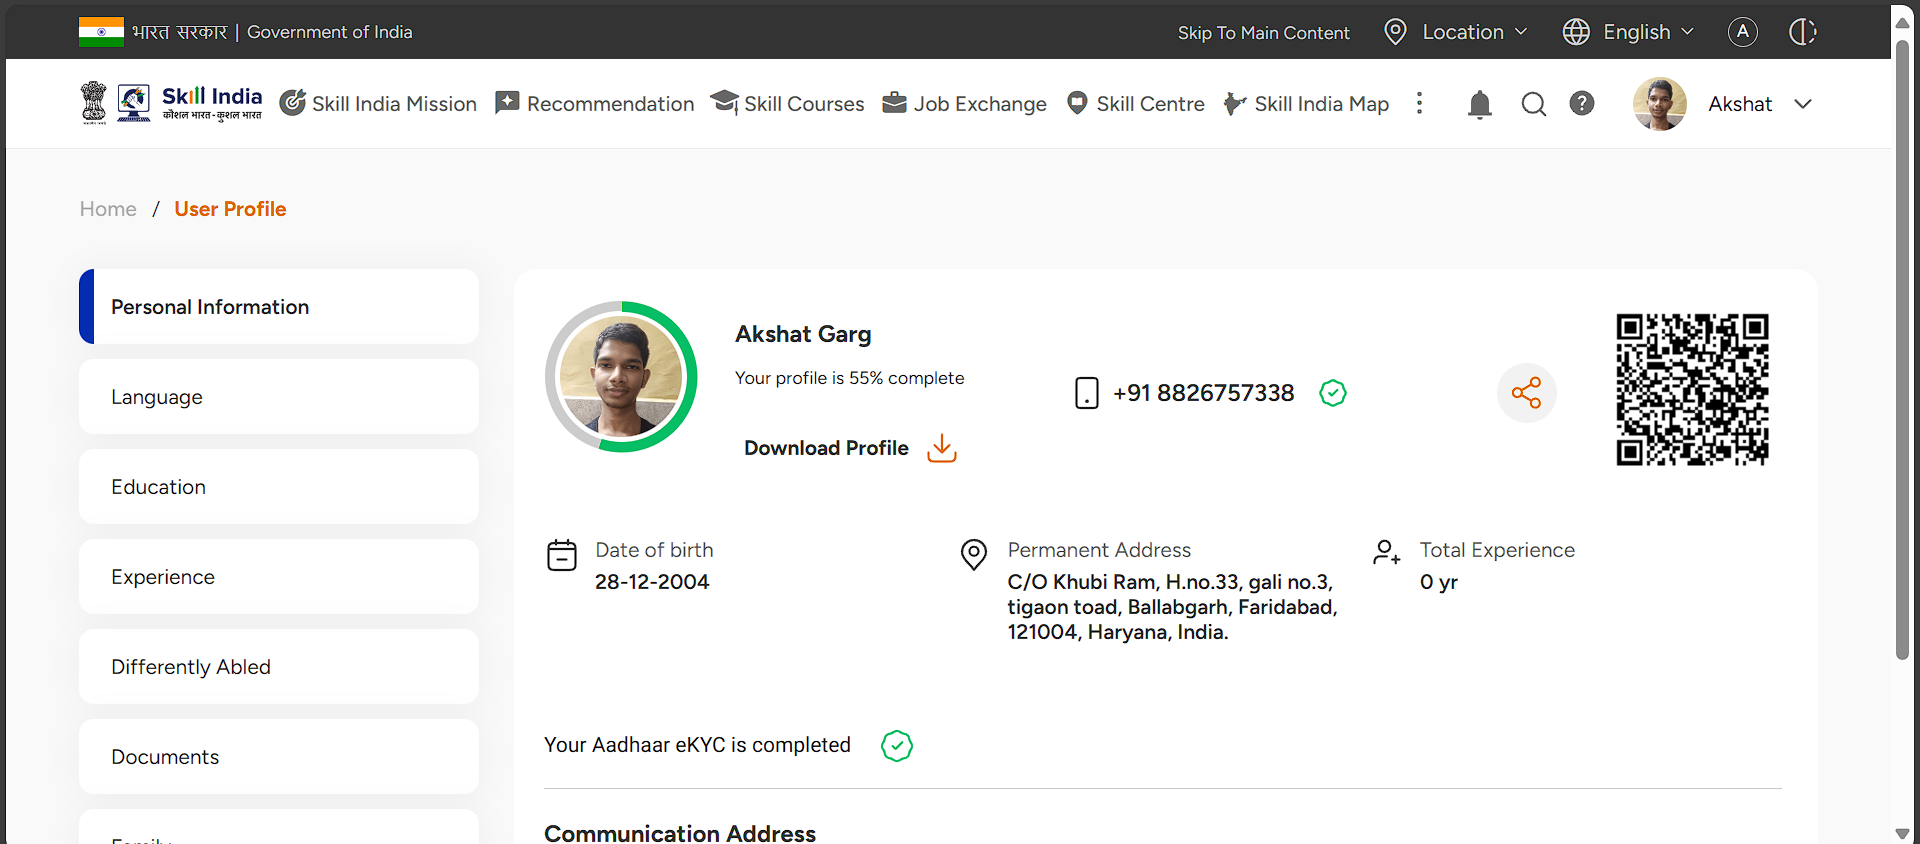 भारत सरकार | Government of India
Skip To Main Content
Location
English
A
Skill India
कौशल भारत-कुशल भारत
Skill India Mission
Recommendation
Skill Courses
Job Exchange
Skill Centre
Skill India Map
Akshat
Home / User Profile
Personal Information
Language
Education
Experience
Differently Abled
Documents
Family
Akshat Garg
Your profile is 55% complete
Download Profile
+91 8826757338
Date of birth
28-12-2004
Permanent Address
C/O Khubi Ram, H.no.33, gali no.3,
tigaon toad, Ballabgarh, Faridabad,
121004, Haryana, India.
Total Experience
0 yr
Your Aadhaar eKYC is completed
Communication Address